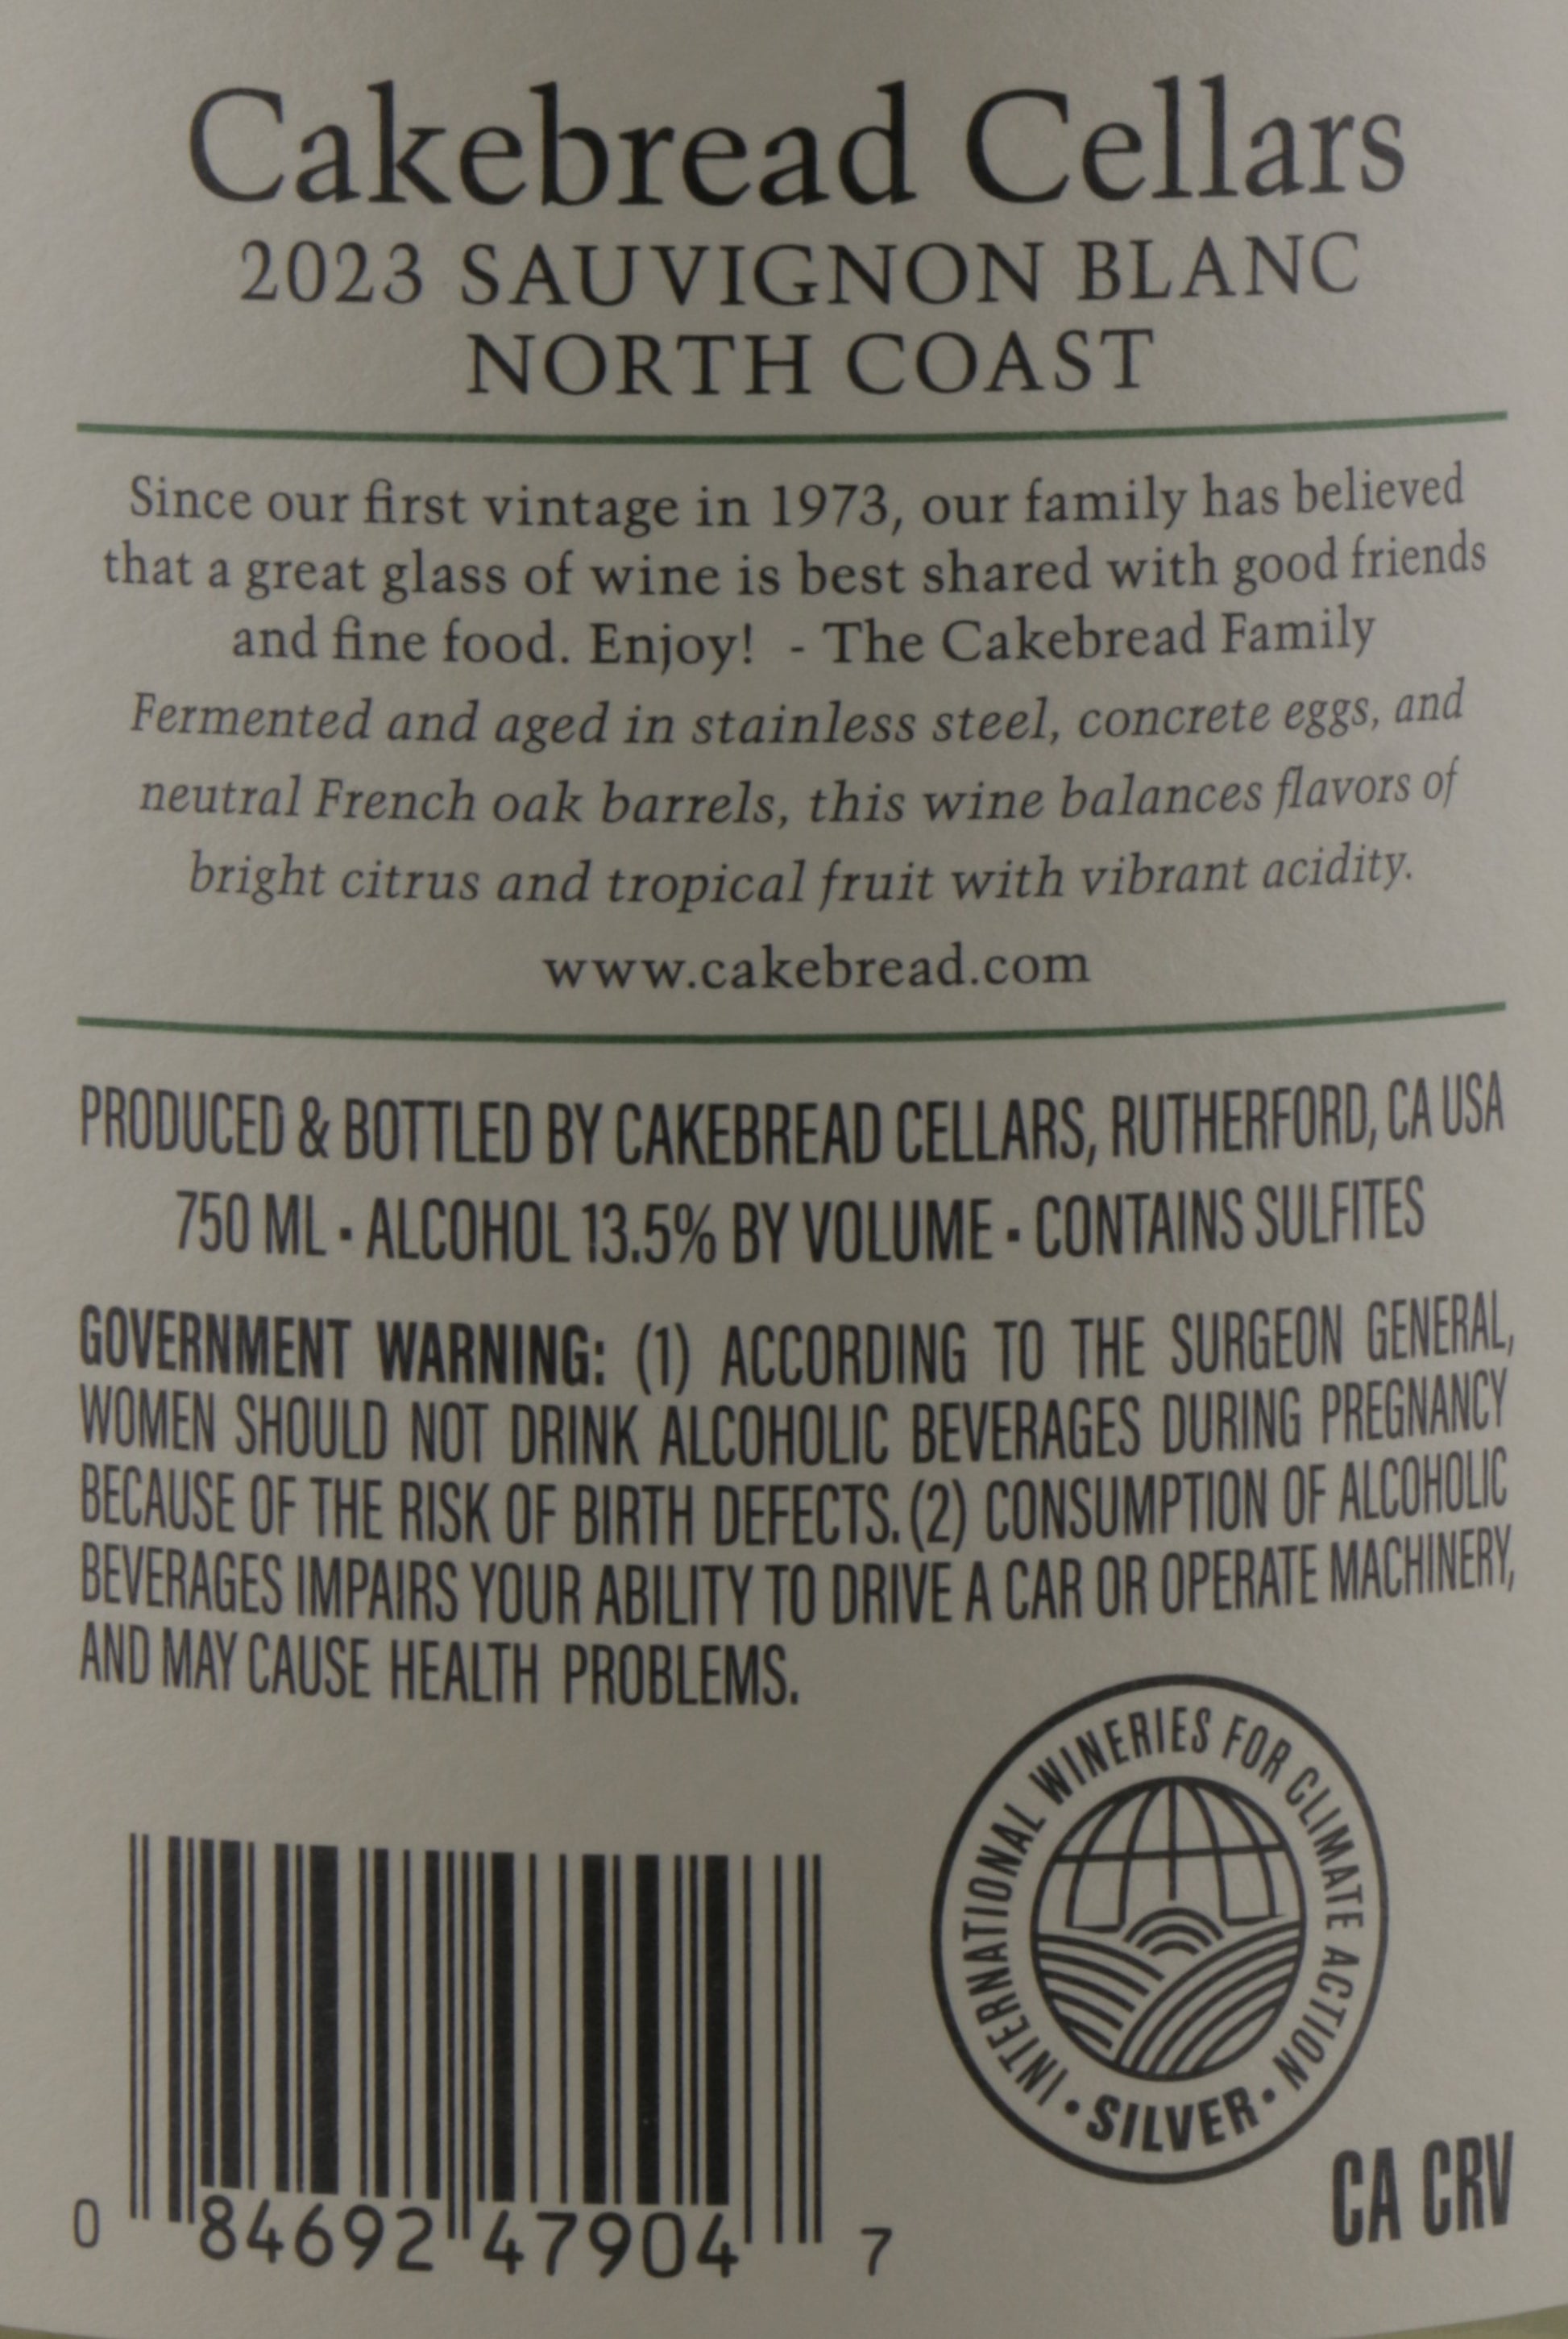 Cakebread Cellars
2023 SAUVIGNON BLANC
NORTH COAST
Since our first vintage in 1973, our family has believed
that a great glass of wine is best shared with good friends
and fine food. Enjoy! - The Cakebread Family
Fermented and aged in stainless steel, concrete eggs, and
neutral French oak barrels, this wine balances flavors of
bright citrus and tropical fruit with vibrant acidity.
www.cakebread.com
PRODUCED & BOTTLED BY CAKEBREAD CELLARS, RUTHERFORD, CA USA
750 ML · ALCOHOL 13.5% BY VOLUME · CONTAINS SULFITES
GOVERNMENT WARNING: (1) ACCORDING TO THE SURGEON GENERAL,
WOMEN SHOULD NOT DRINK ALCOHOLIC BEVERAGES DURING PREGNANCY
BECAUSE OF THE RISK OF BIRTH DEFECTS. (2) CONSUMPTION OF ALCOHOLIC
BEVERAGES IMPAIRS YOUR ABILITY TO DRIVE A CAR OR OPERATE MACHINERY,
AND MAY CAUSE HEALTH PROBLEMS.
INTERNATIONAL WINERIES FOR CLIMATE ACTION
· SILVER ·
CA CRV
0 84692 47904 7